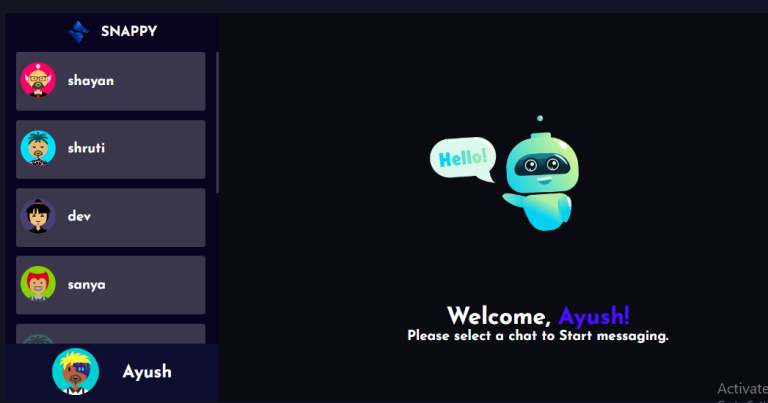 SNAPPY
shayan
shruti
dev
sanya
Ayush
Hello!
Welcome, Ayush!
Please select a chat to Start messaging.
Activate